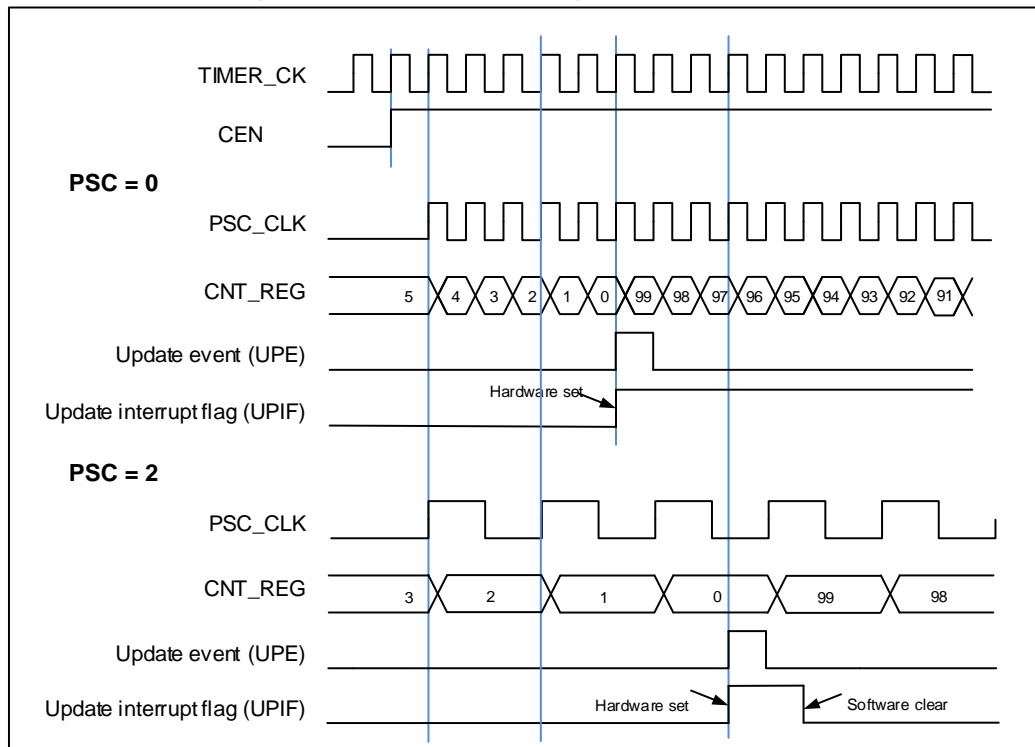 TIMER_CK
CEN
PSC = 0
PSC_CLK
CNT_REG 5 4 3 2 1 0 99 98 97 96 95 94 93 92 91
Update event (UPE)
Hardware set
Update interrupt flag (UPIF)
PSC = 2
PSC_CLK
CNT_REG 3 2 1 0 99 98
Update event (UPE)
Update interrupt flag (UPIF) Hardware set Software clear